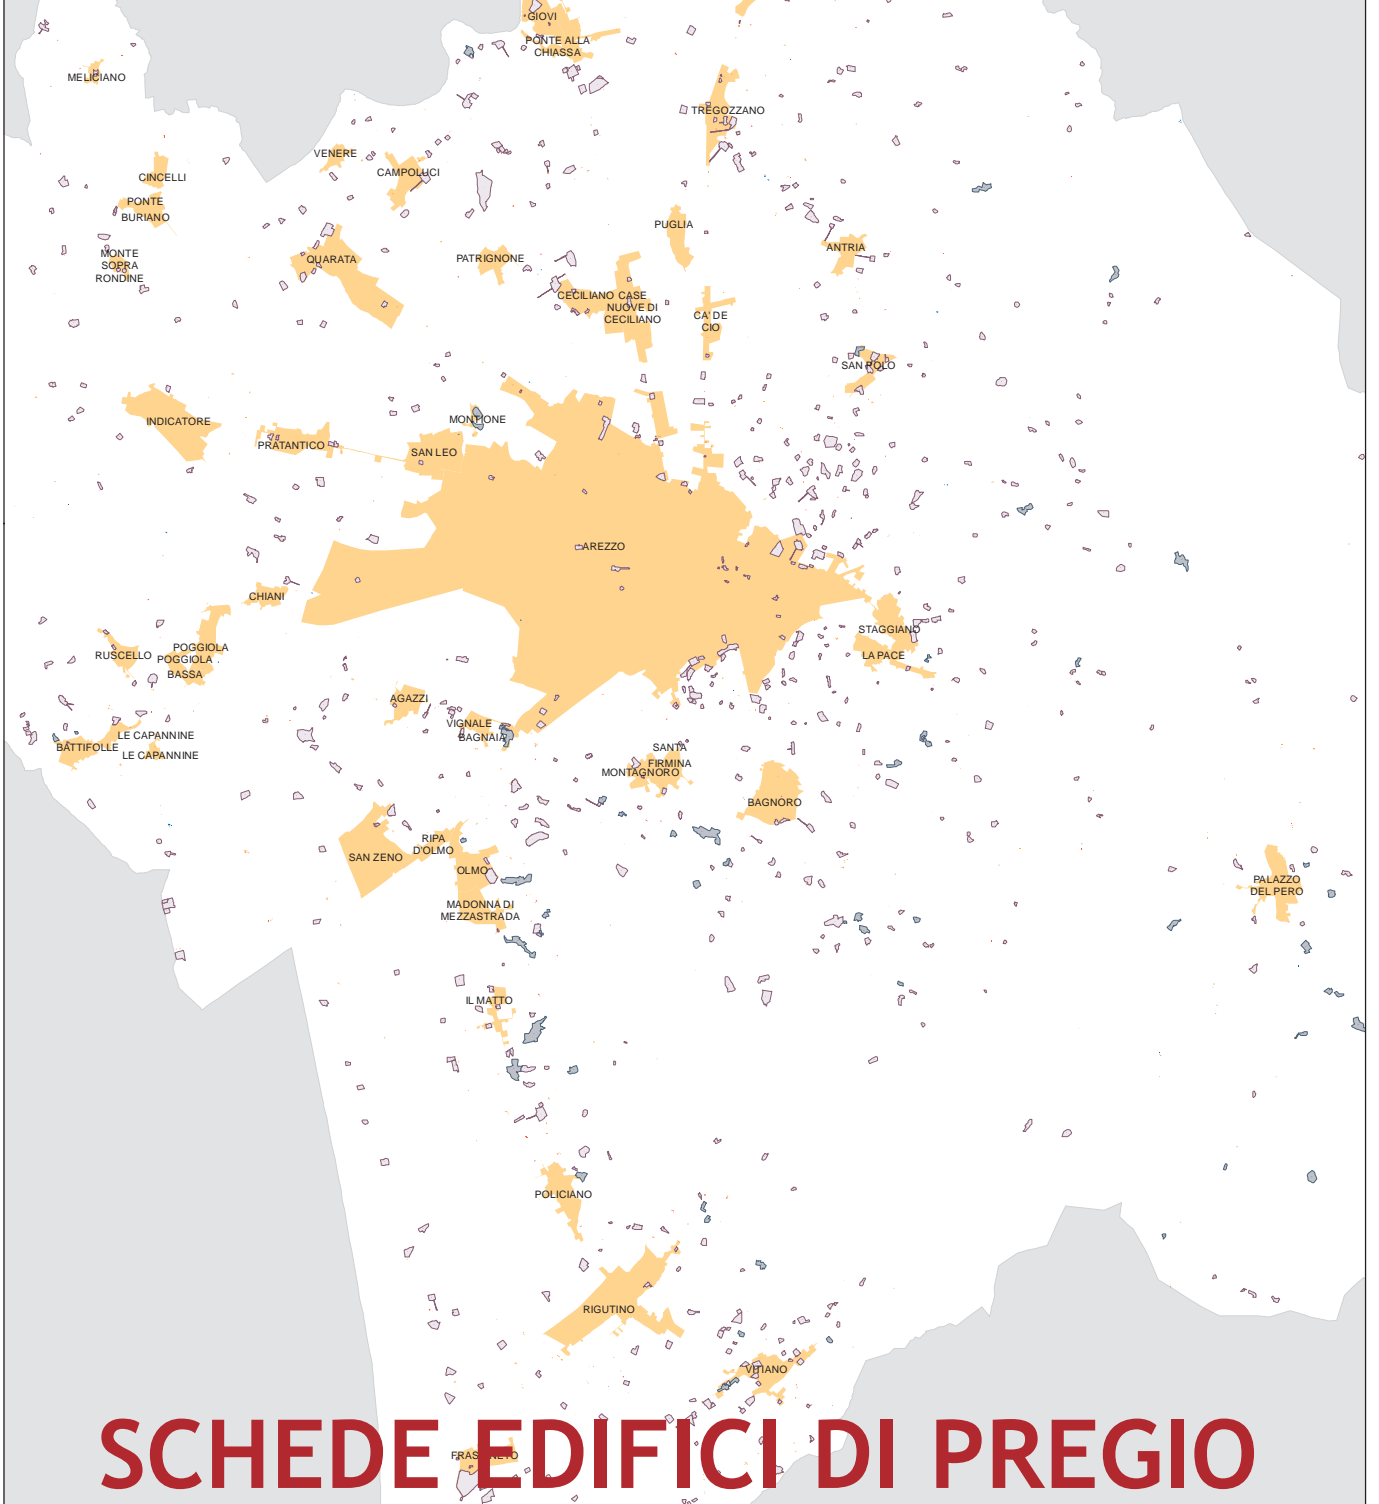 GIOVI
PONTE ALLA
CHIASSA
MELICIANO
TREGOZZANO
VENERE
CAMPOLUCI
CINCELLI
PONTE
BURIANO
PUGLIA
ANTRIA
MONTE
SOPRA
RONDINE
QUARATA
PATRIGNONE
CECILIANO
CASE
NUOVE DI
CECILIANO
CA' DE
CIO
SAN POLO
INDICATORE
MONTIONE
PRATANTICO
SAN LEO
AREZZO
CHIANI
STAGGIANO
LA PACE
RUSCELLO
POGGIOLA
POGGIOLA
BASSA
AGAZZI
VIGNALE
BAGNAIA
LE CAPANNINE
BATTIFOLLE
LE CAPANNINE
SANTA
FIRMINA
MONTAGNORO
BAGNORO
RIPA
D'OLMO
SAN ZENO
OLMO
PALAZZO
DEL PERO
MADONNA DI
MEZZASTRADA
IL MATTO
POLICIANO
RIGUTINO
VITIANO
SCHEDE EDIFICI DI PREGIO